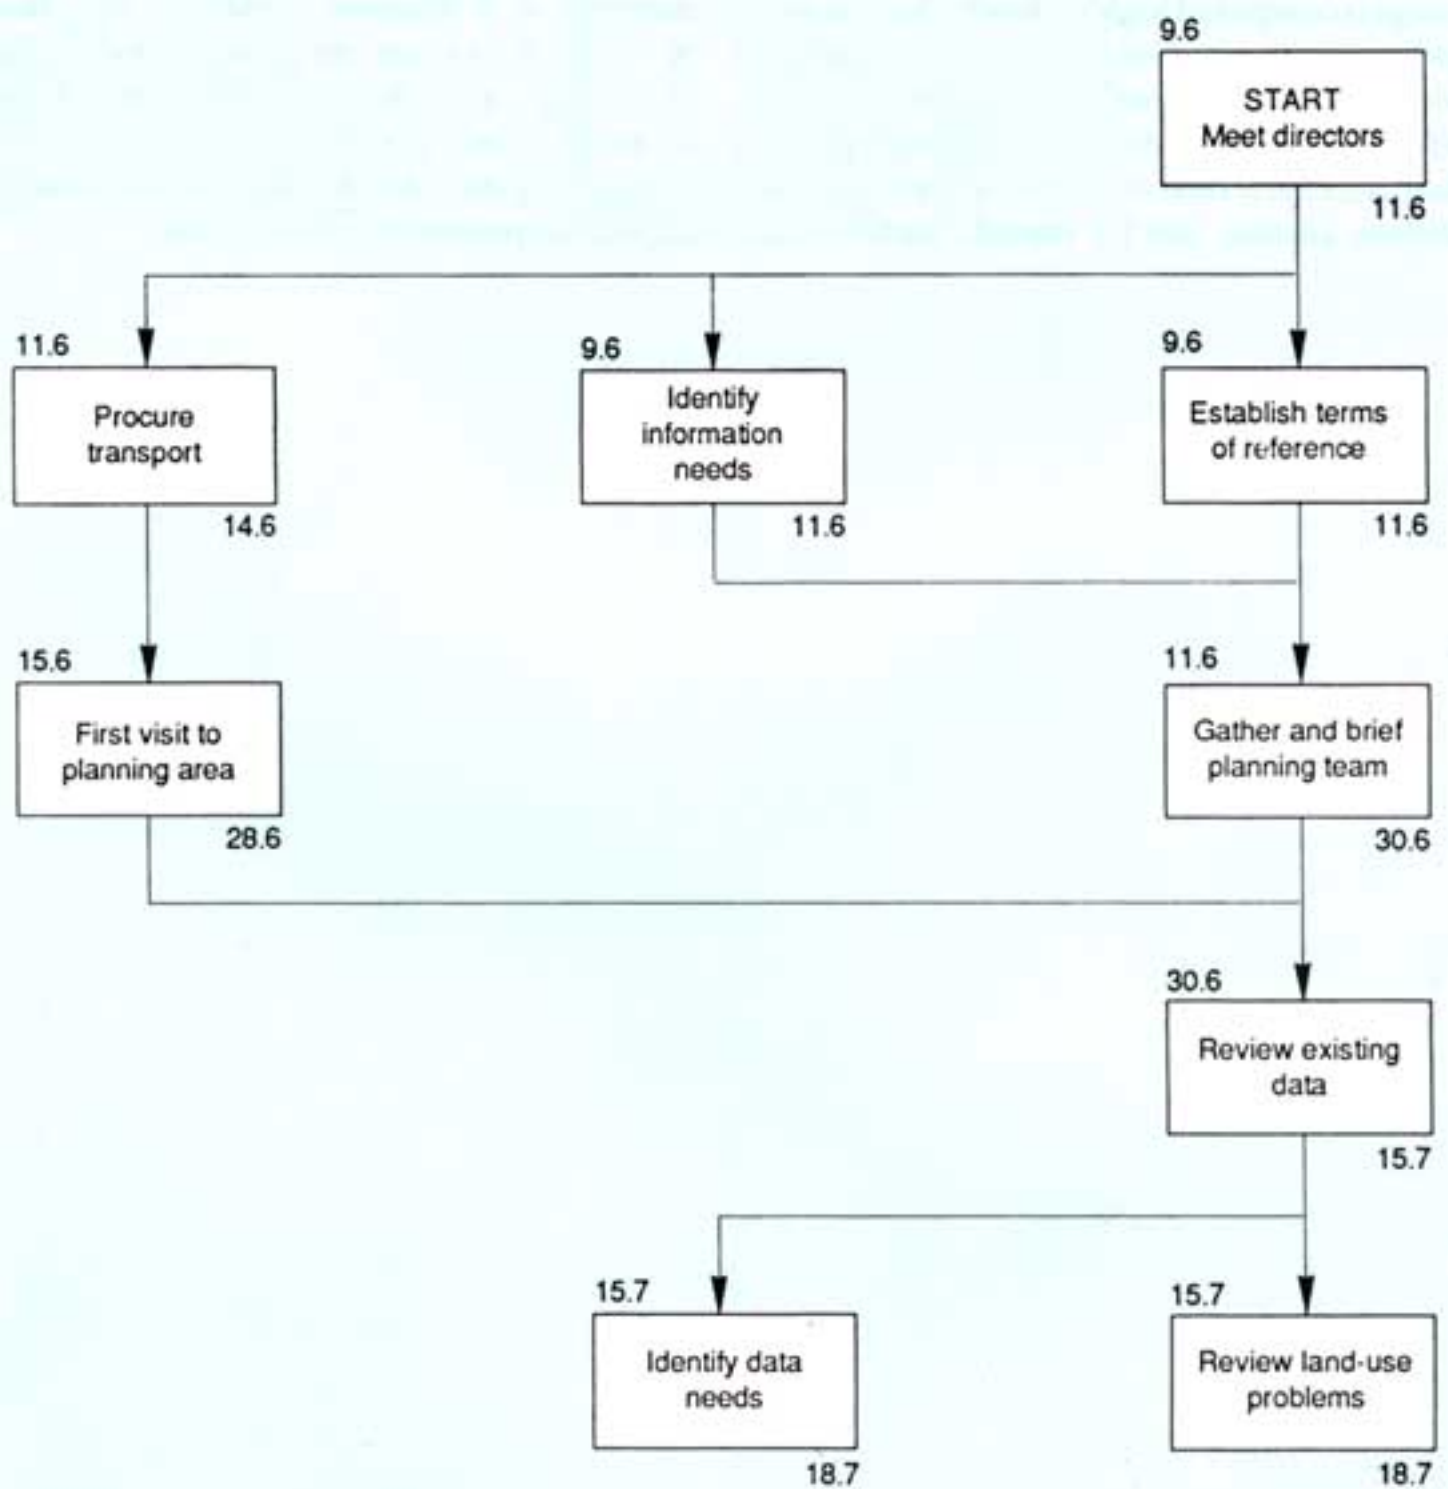 9.6
START
Meet directors
11.6
11.6
Procure
transport
14.6
9.6
Identify
information
needs
11.6
9.6
Establish terms
of reference
11.6
15.6
First visit to
planning area
28.6
11.6
Gather and brief
planning team
30.6
30.6
Review existing
data
15.7
15.7
Identify data
needs
18.7
15.7
Review land-use
problems
18.7